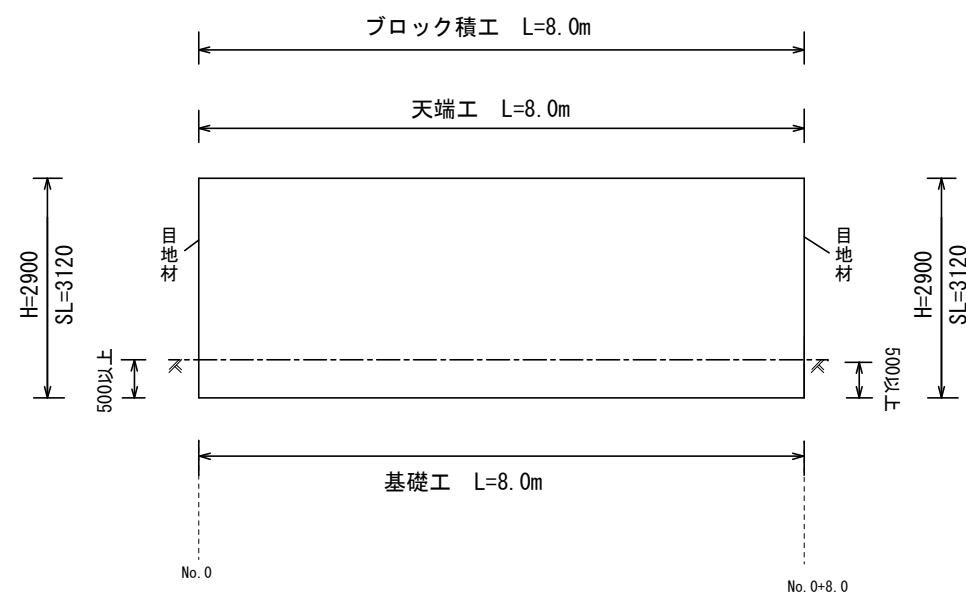 ブロック積工 L=8.0m
天端工 L=8.0m
目地材
目地材
H=2900
SL=3120
H=2900
SL=3120
500以上
500以上
基礎工 L=8.0m
No.0
No.0+8.0